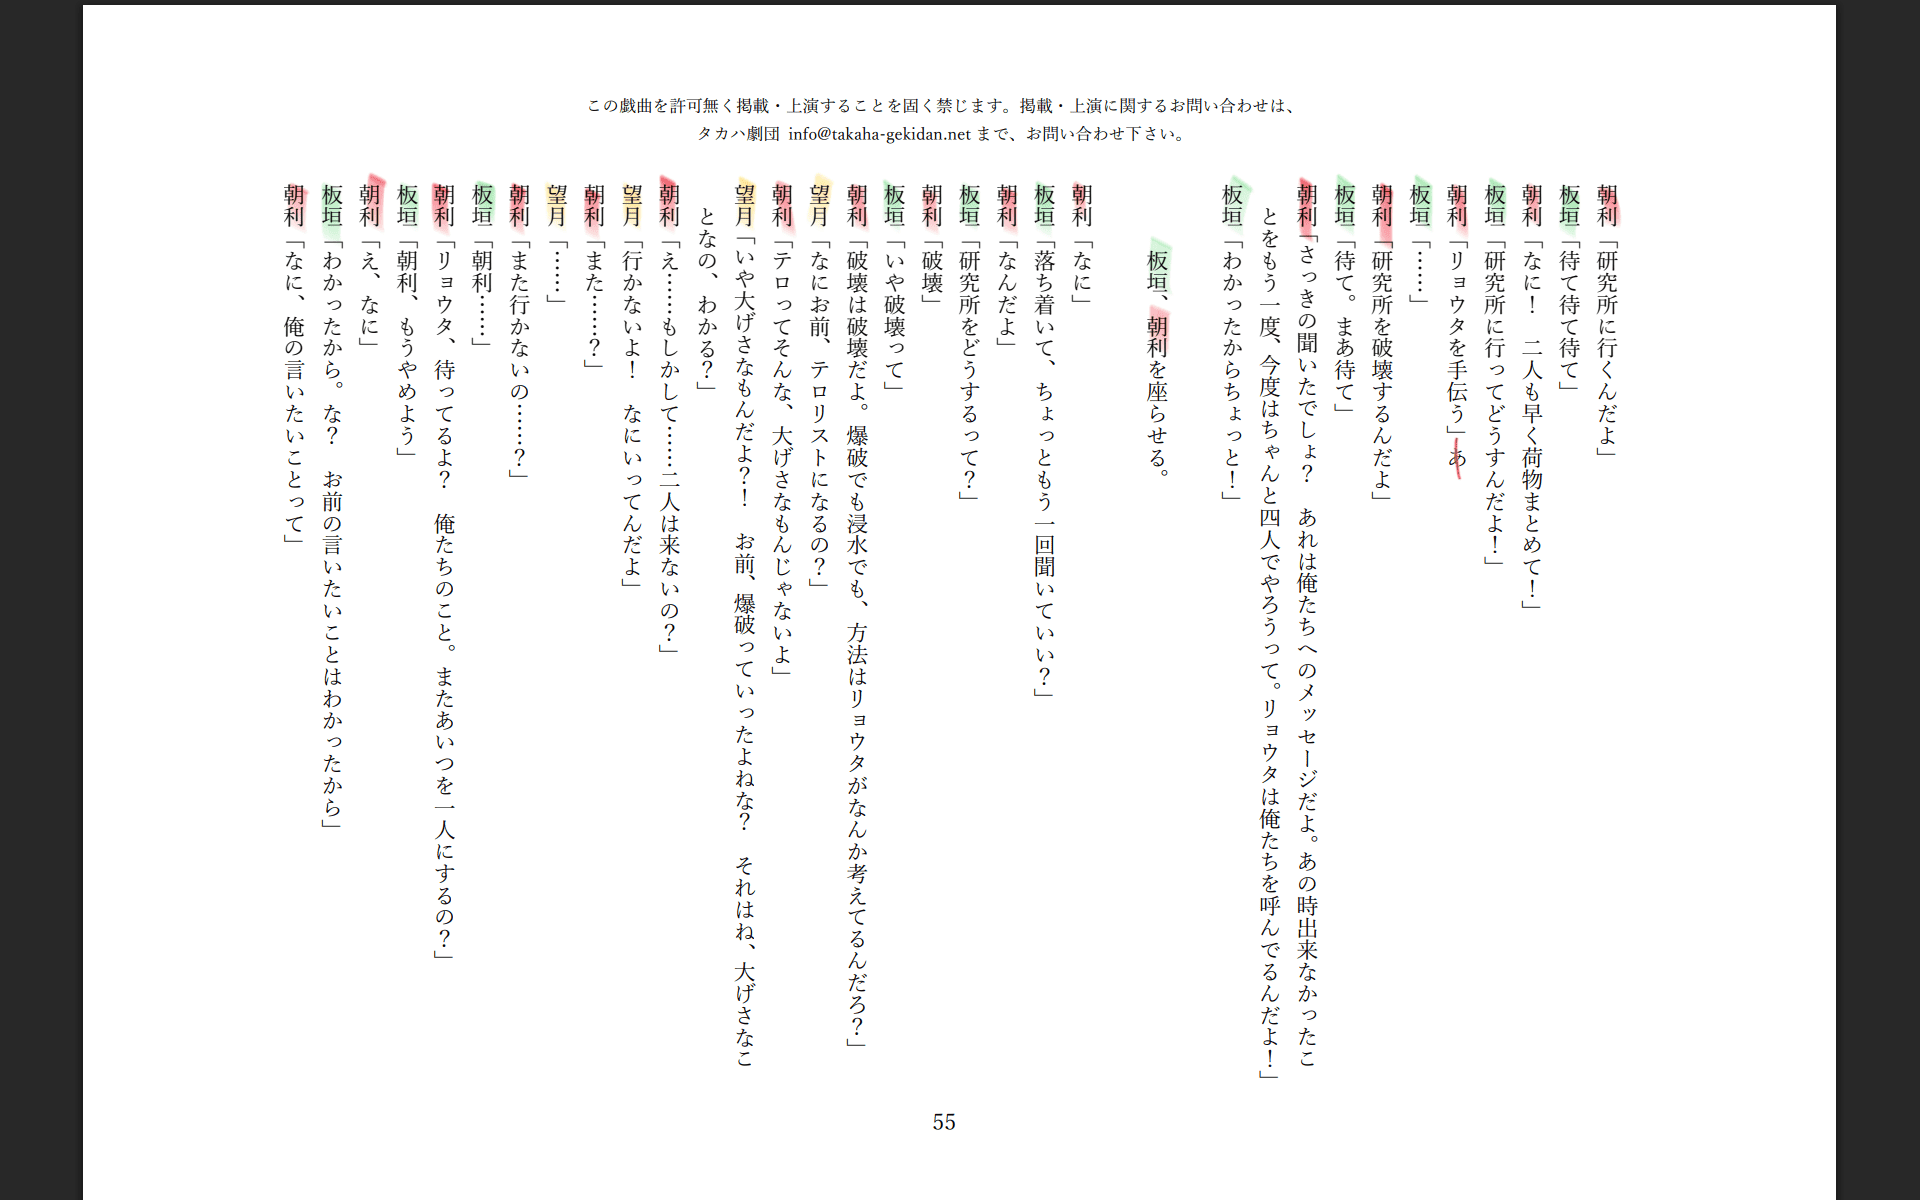 この戯曲を許可無く掲載・上演することを固く禁じます。掲載・上演に関するお問い合わせは、
タカハ劇団 info@takaha-gekidan.net まで、お問い合わせ下さい。
朝利「研究所に行くんだよ」
板垣「待て待て待て」
朝利「なに！　二人も早く荷物まとめて！」
板垣「研究所に行ってどうすんだよ！」
朝利「リョウタを手伝う」あ
板垣「……」
朝利「研究所を破壊するんだよ」
板垣「待て。まあ待て」
朝利「さっきの聞いたでしょ？　あれは俺たちへのメッセージだよ。あの時出来なかったこ
とをもう一度、今度はちゃんと四人でやろうって。リョウタは俺たちを呼んでるんだよ！」
板垣「わかったからちょっと！」
板垣、朝利を座らせる。
朝利「なに」
板垣「落ち着いて、ちょっともう一回聞いていい？」
朝利「なんだよ」
板垣「研究所をどうするって？」
朝利「破壊」
板垣「いや破壊って」
朝利「破壊は破壊だよ。爆破でも浸水でも、方法はリョウタがなんか考えてるんだろ？」
望月「なにお前、テロリストになるの？」
朝利「テロってそんな、大げさなもんじゃないよ」
望月「いや大げさなもんだよ？！　お前、爆破っていったよねな？　それはね、大げさなこ
となの、わかる？」
朝利「え……もしかして……二人は来ないの？」
望月「行かないよ！　なにいってんだよ」
朝利「また……？」
望月「……」
朝利「また行かないの……？」
板垣「朝利……」
朝利「リョウタ、待ってるよ？　俺たちのこと。またあいつを一人にするの？」
板垣「朝利、もうやめよう」
朝利「え、なに」
板垣「わかったから。な？　お前の言いたいことはわかったから」
朝利「なに、俺の言いたいことって」
55